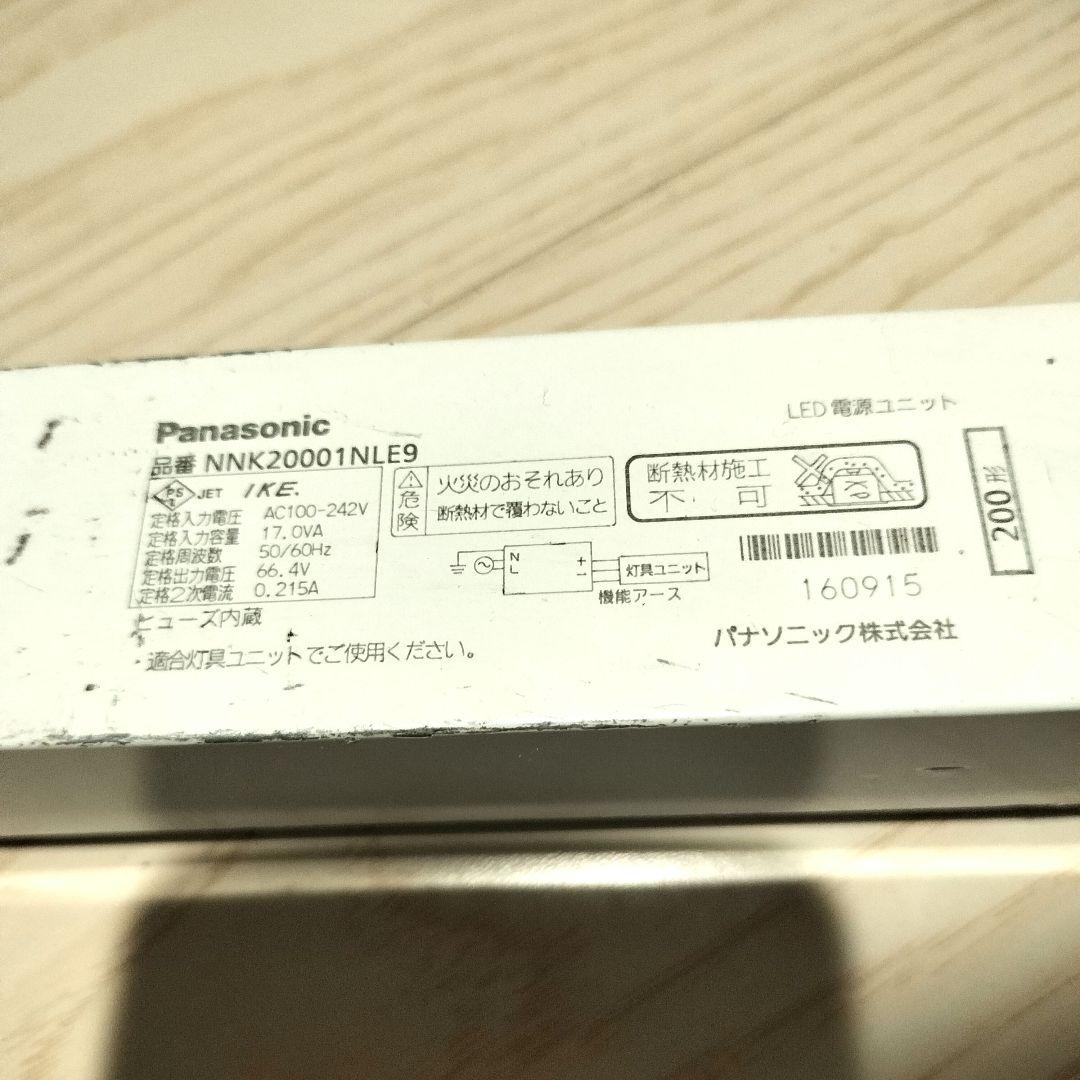 LED電源ユニット
Panasonic
品番 NNK20001NLE9
PS
E JET IKE.
定格入力電圧 AC100-242V
定格入力容量 17.0VA
定格周波数 50/60Hz
定格出力電圧 66.4V
定格2次電流 0.215A
ヒューズ内蔵
・適合灯具ユニットでご使用ください。
危険
火災のおそれあり
断熱材で覆わないこと
断熱材施工
不可
200形
N
L
+
-
灯具ユニット
機能アース
160915
パナソニック株式会社